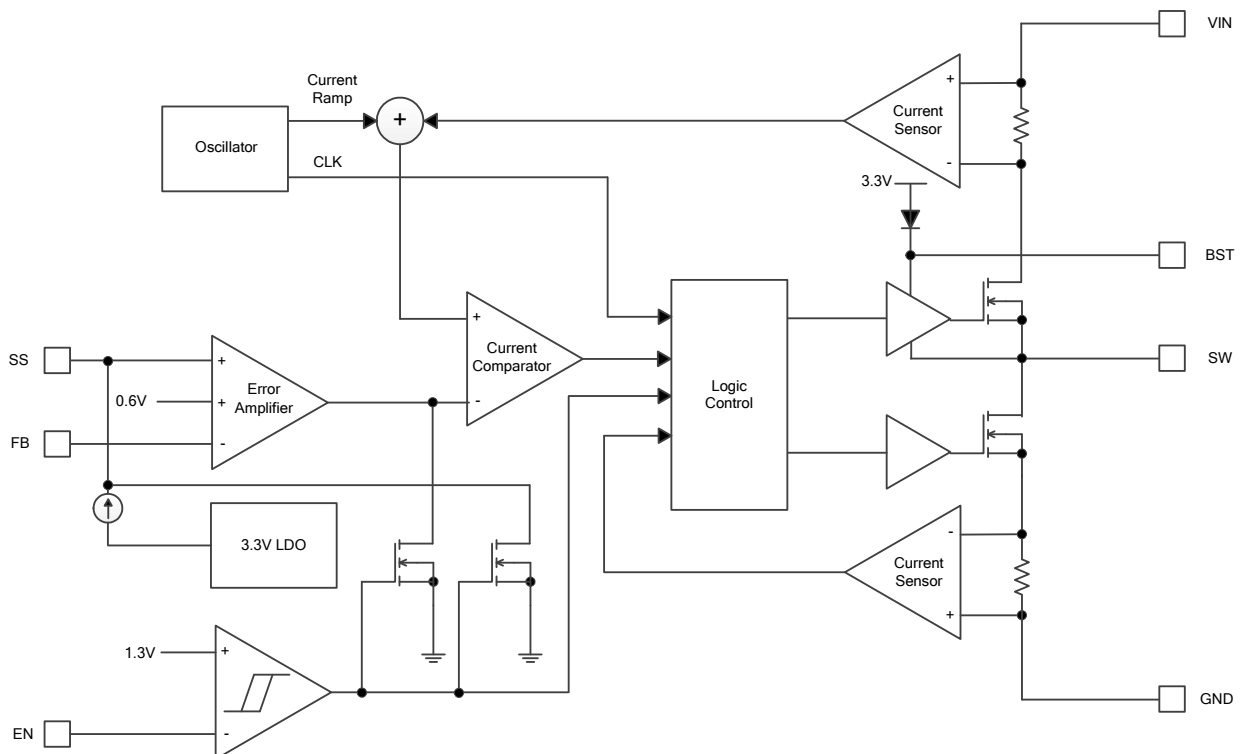 VIN
Current
Ramp
+
Oscillator
+
Current
Sensor
-
CLK
3.3V
BST
+
Current
Comparator
-
SS
+
0.6V
+
Error
Amplifier
FB
-
Logic
Control
SW
3.3V LDO
-
Current
Sensor
+
1.3V
+
EN
-
GND